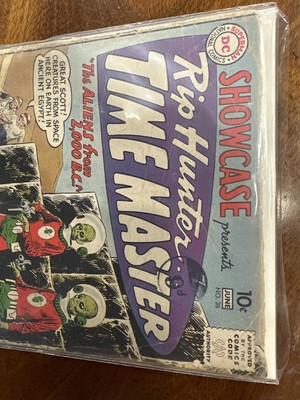 SHOWCASE
presents
SUPERMAN
DC
NATIONAL COMICS
10¢
JUNE
NO. 26
APPROVED
BY THE
COMICS
CODE
AUTHORITY
Rip Hunter..
TIME MASTER
"The ALIENS from
2,000 B.C.!"
GREAT SCOTT!
CREATURES FROM SPACE
HERE ON EARTH IN
ANCIENT EGYPT!